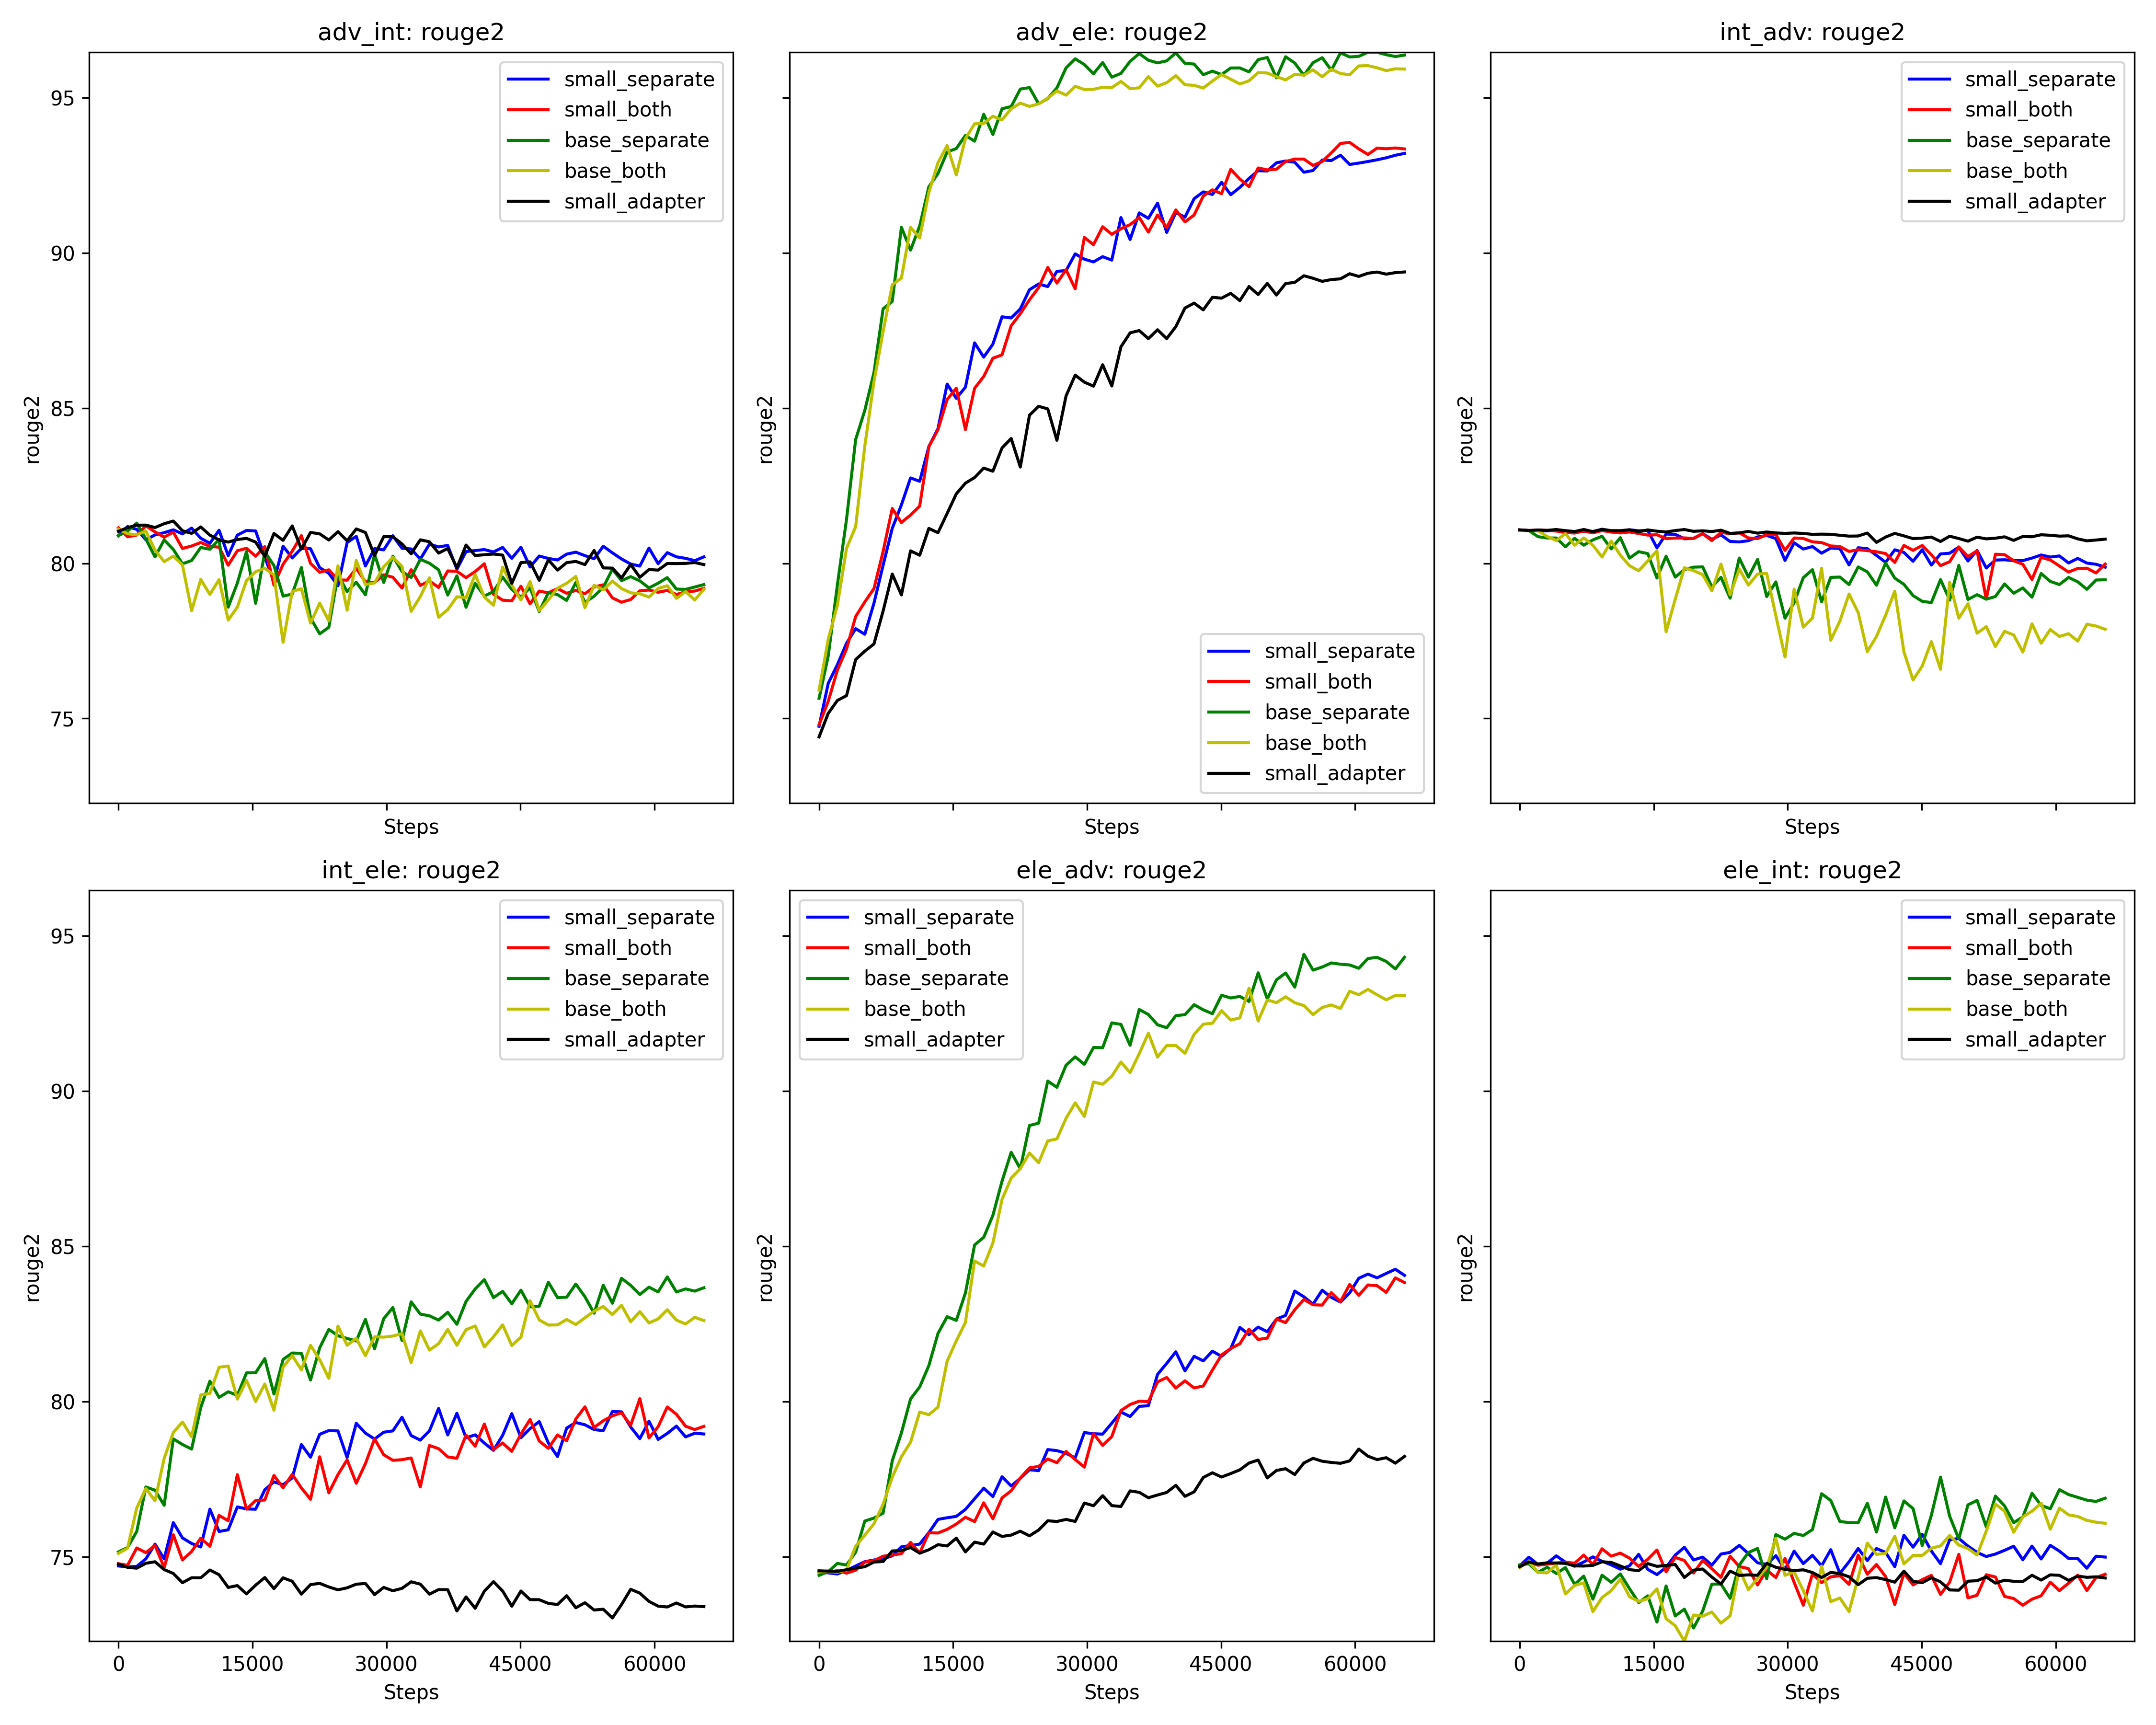 adv_int: rouge2
adv_ele: rouge2
int_adv: rouge2
95
90
85
80
75
rouge2
small_separate
small_both
base_separate
base_both
small_adapter
Steps
rouge2
small_separate
small_both
base_separate
base_both
small_adapter
Steps
rouge2
small_separate
small_both
base_separate
base_both
small_adapter
Steps
int_ele: rouge2
ele_adv: rouge2
ele_int: rouge2
95
90
85
80
75
rouge2
small_separate
small_both
base_separate
base_both
small_adapter
0 15000 30000 45000 60000
Steps
rouge2
small_separate
small_both
base_separate
base_both
small_adapter
0 15000 30000 45000 60000
Steps
rouge2
small_separate
small_both
base_separate
base_both
small_adapter
0 15000 30000 45000 60000
Steps